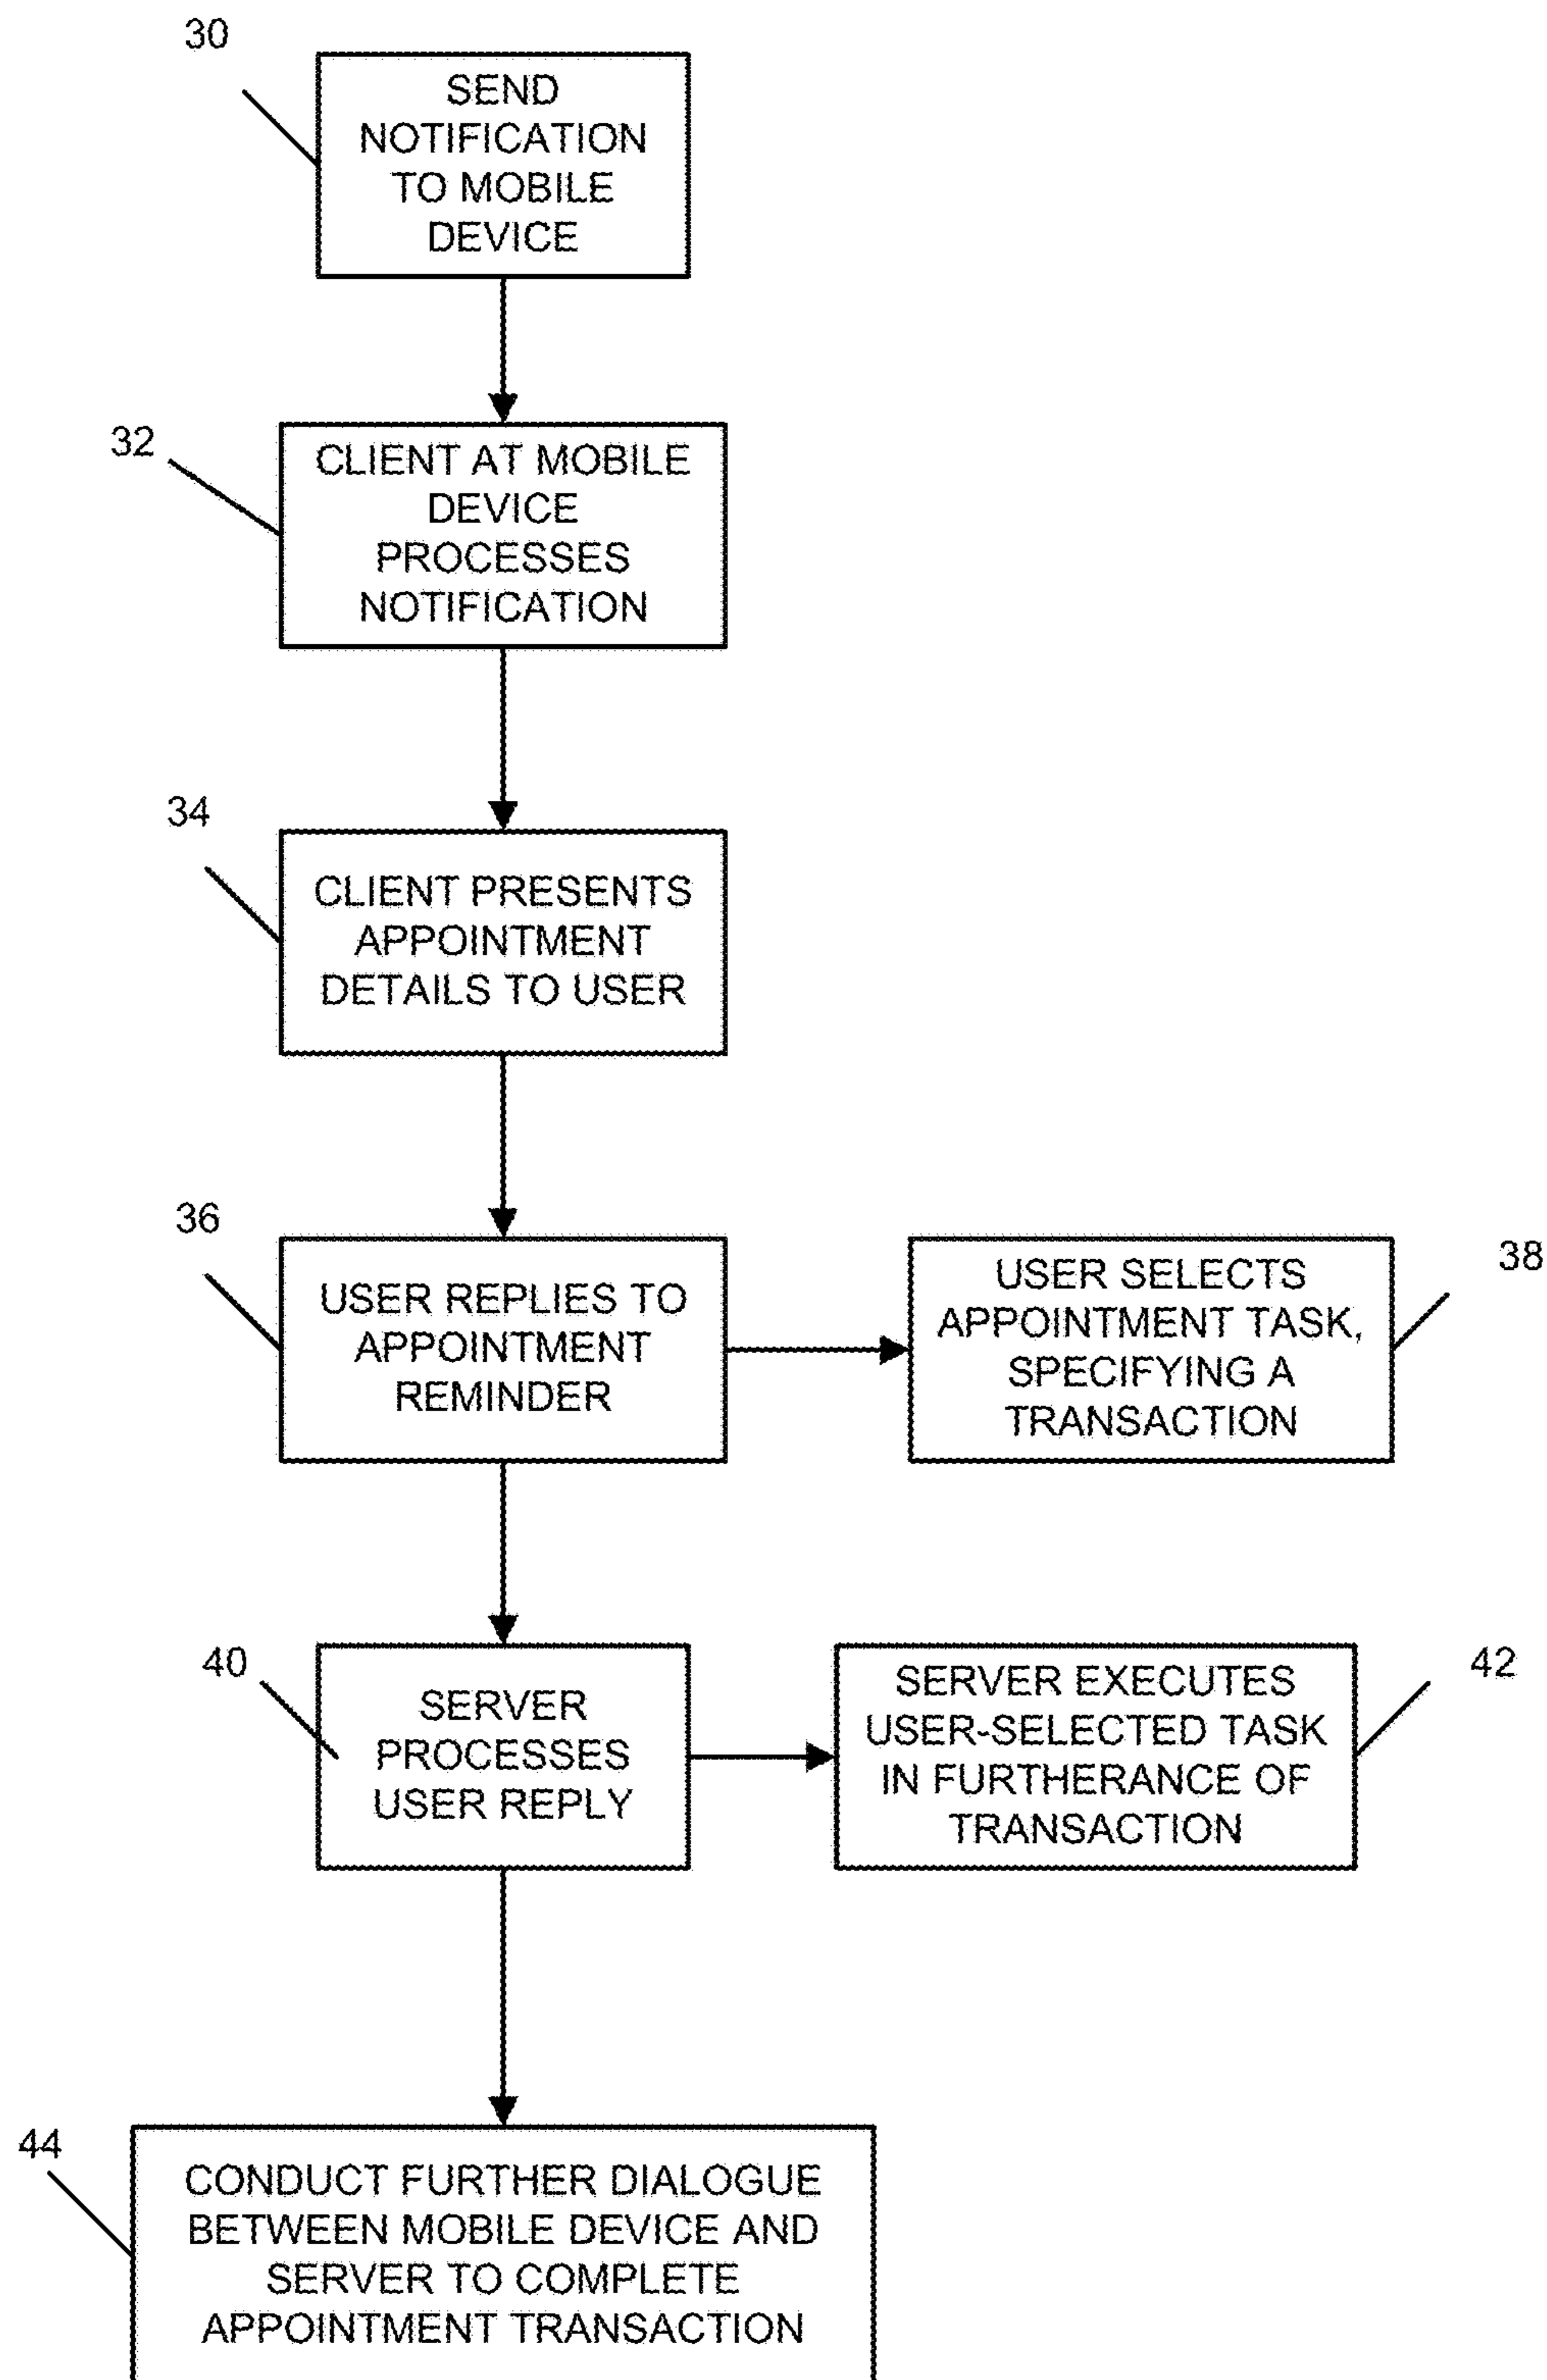 30
SEND
NOTIFICATION
TO MOBILE
DEVICE
32
CLIENT AT MOBILE
DEVICE
PROCESSES
NOTIFICATION
34
CLIENT PRESENTS
APPOINTMENT
DETAILS TO USER
36
USER REPLIES TO
APPOINTMENT
REMINDER
38
USER SELECTS
APPOINTMENT TASK,
SPECIFYING A
TRANSACTION
40
SERVER
PROCESSES
USER REPLY
42
SERVER EXECUTES
USER-SELECTED TASK
IN FURTHERANCE OF
TRANSACTION
44
CONDUCT FURTHER DIALOGUE
BETWEEN MOBILE DEVICE AND
SERVER TO COMPLETE
APPOINTMENT TRANSACTION